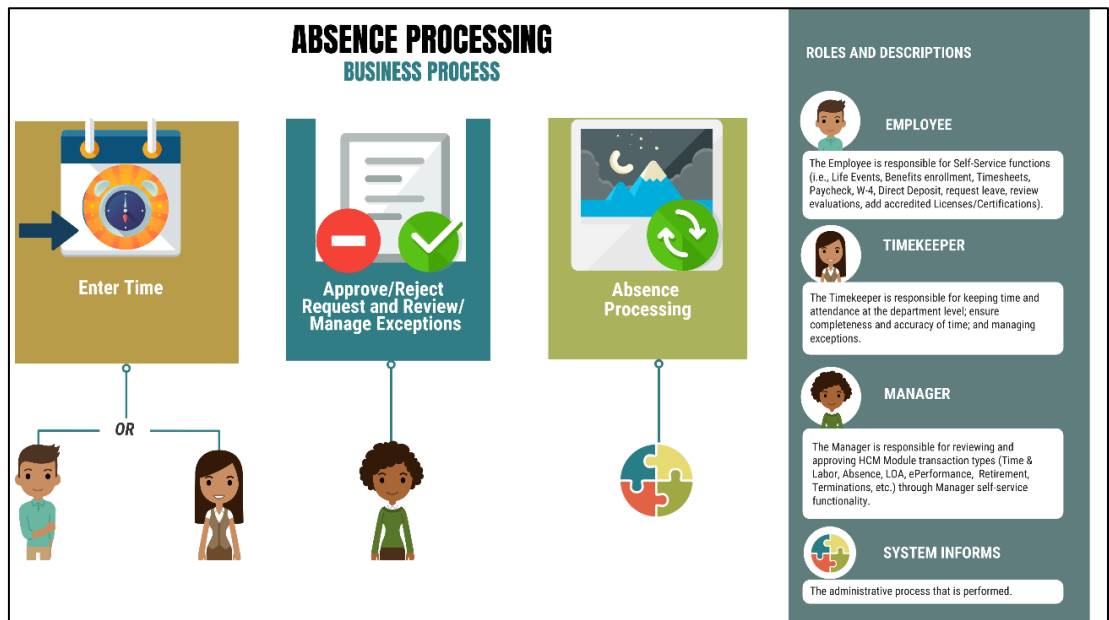 ABSENCE PROCESSING
BUSINESS PROCESS
Enter Time
Approve/Reject
Request and Review/
Manage Exceptions
Absence
Processing
OR
ROLES AND DESCRIPTIONS
EMPLOYEE
The Employee is responsible for Self-Service functions
(i.e., Life Events, Benefits enrollment, Timesheets,
Paycheck, W-4, Direct Deposit, request leave, review
evaluations, add accredited Licenses/Certifications).
TIMEKEEPER
The Timekeeper is responsible for keeping time and
attendance at the department level; ensure
completeness and accuracy of time; and managing
exceptions.
MANAGER
The Manager is responsible for reviewing and
approving HCM Module transaction types (Time &
Labor, Absence, LOA, ePerformance, Retirement,
Terminations, etc.) through Manager self-service
functionality.
SYSTEM INFORMS
The administrative process that is performed.